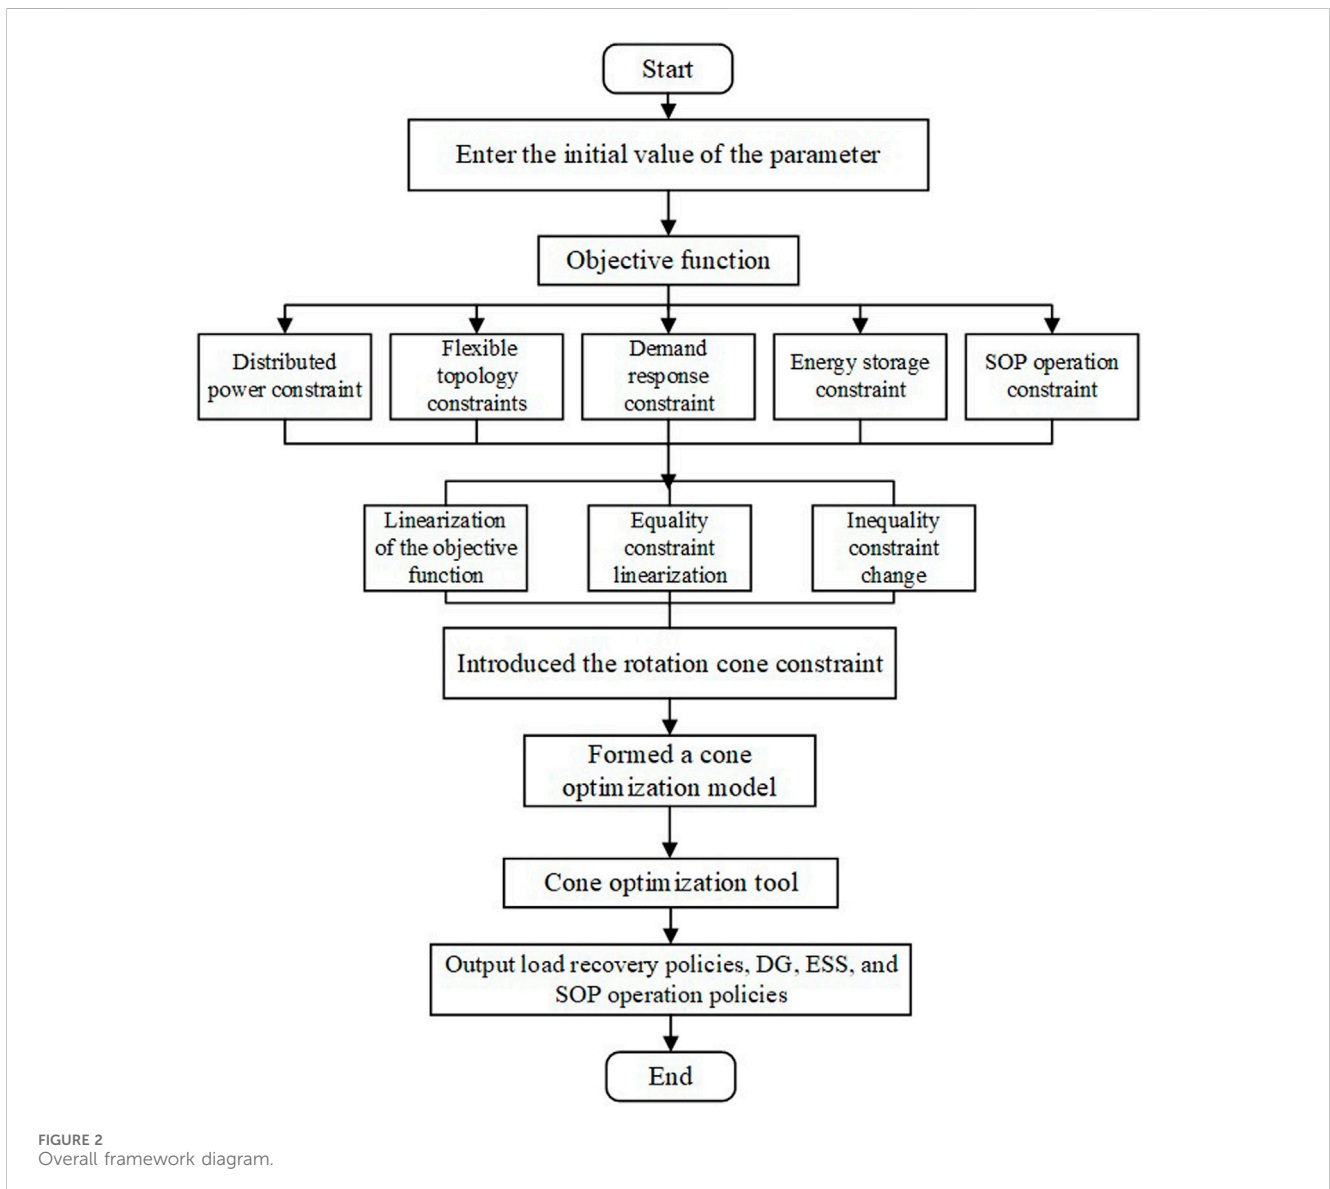 Start
Enter the initial value of the parameter
Objective function
Distributed
power constraint
Flexible
topology
constraints
Demand
response
constraint
Energy storage
constraint
SOP operation
constraint
Linearization
of the objective
function
Equality
constraint
linearization
Inequality
constraint
change
Introduced the rotation cone constraint
Formed a cone
optimization model
Cone optimization tool
Output load recovery policies, DG, ESS, and
SOP operation policies
End
FIGURE 2
Overall framework diagram.